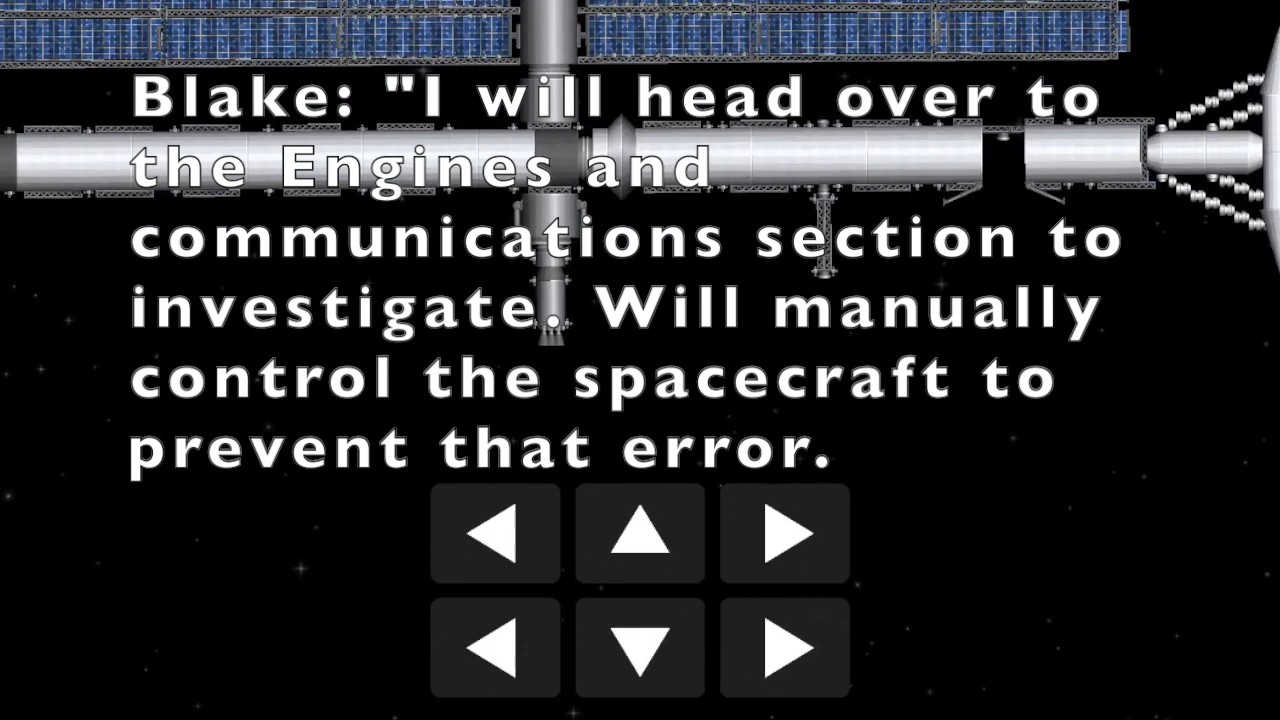 Blake: "I will head over to
the Engines and
communications section to
investigate. Will manually
control the spacecraft to
prevent that error.